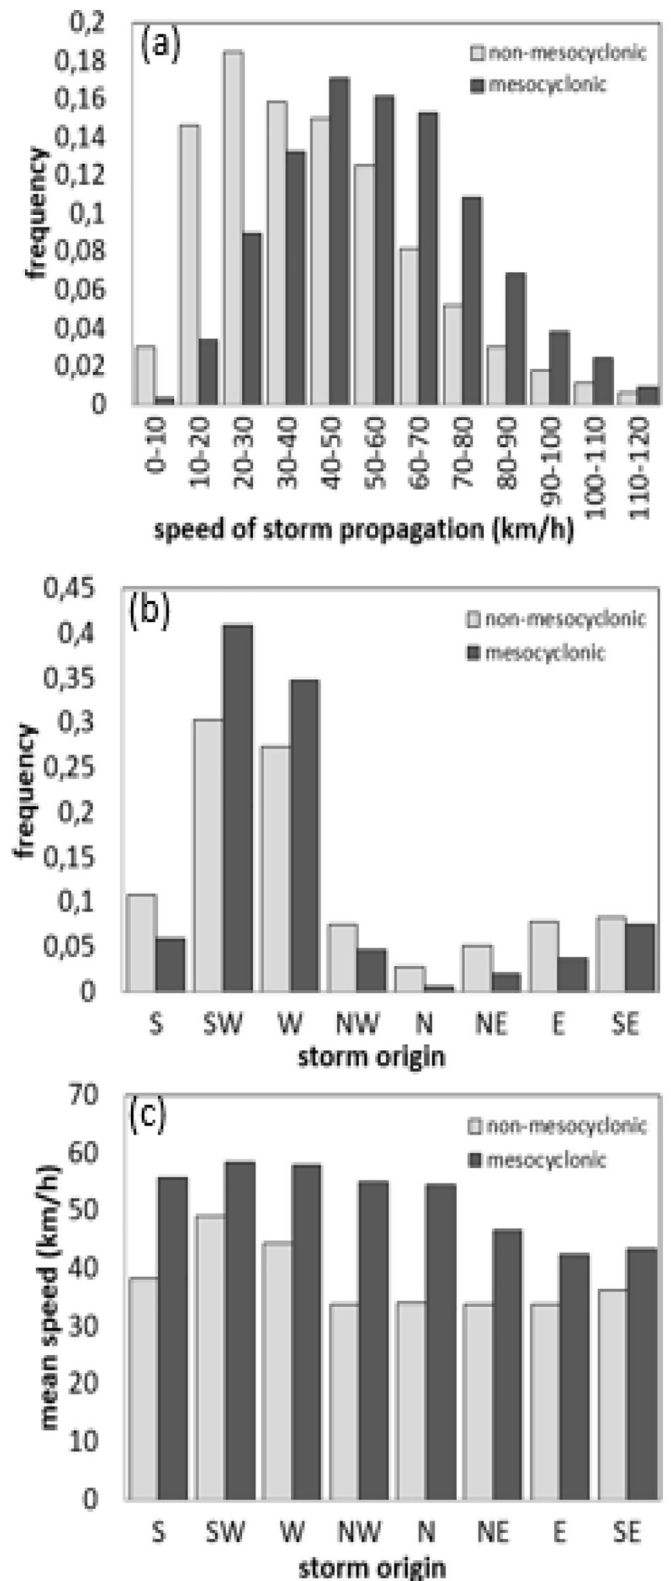 (a)
non-mesocyclonic
mesocyclonic
0,2
0,18
0,16
0,14
0,12
0,1
0,08
0,06
0,04
0,02
0
frequency
0-10
10-20
20-30
30-40
40-50
50-60
60-70
70-80
80-90
90-100
100-110
110-120
speed of storm propagation (km/h)
(b)
non-mesocyclonic
mesocyclonic
0,45
0,4
0,35
0,3
0,25
0,2
0,15
0,1
0,05
0
frequency
S SW W NW N NE E SE
storm origin
(c)
non-mesocyclonic
mesocyclonic
70
60
50
40
30
20
10
0
mean speed (km/h)
S SW W NW N NE E SE
storm origin